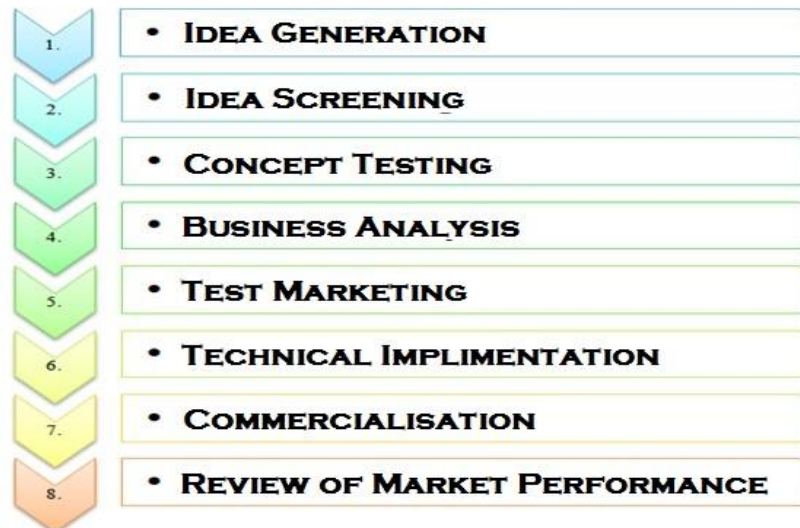 1. • IDEA GENERATION
2. • IDEA SCREENING
3. • CONCEPT TESTING
4. • BUSINESS ANALYSIS
5. • TEST MARKETING
6. • TECHNICAL IMPLIMENTATION
7. • COMMERCIALISATION
8. • REVIEW OF MARKET PERFORMANCE